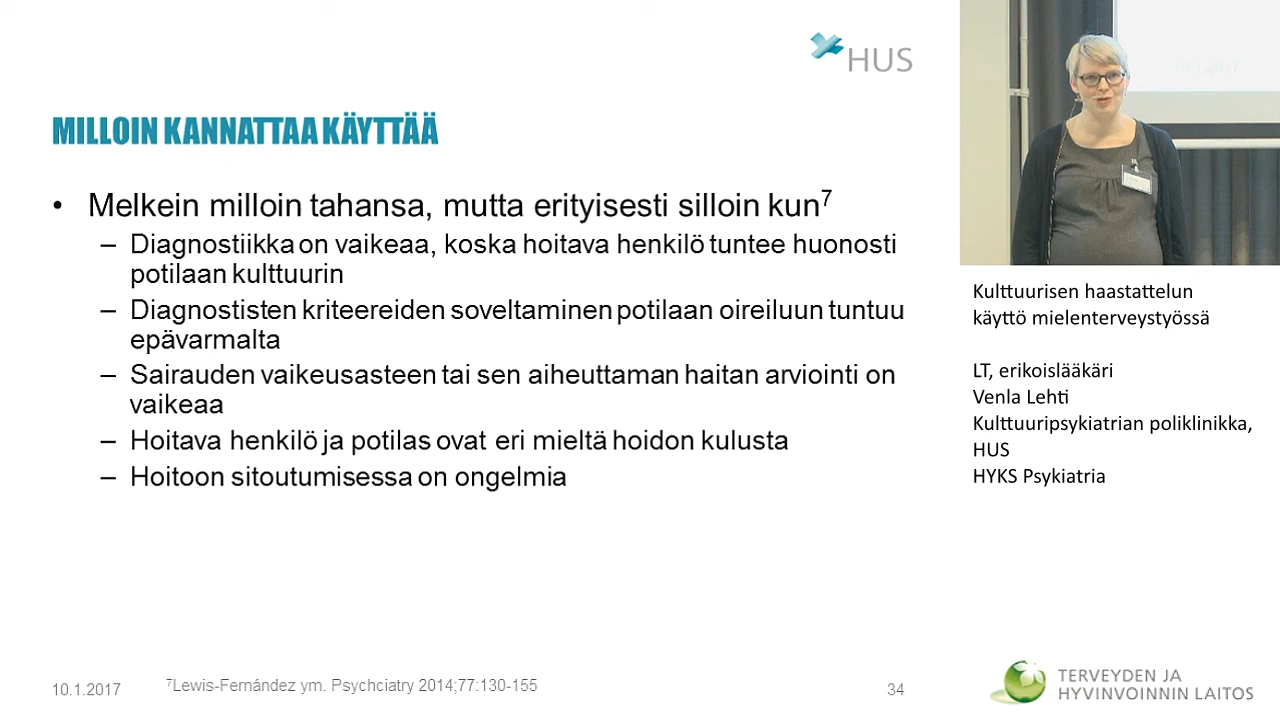 HUS
MILLOIN KANNATTAA KÄYTTÄÄ
• Melkein milloin tahansa, mutta erityisesti silloin kun⁷
– Diagnostiikka on vaikeaa, koska hoitava henkilö tuntee huonosti
potilaan kulttuurin
– Diagnostisten kriteereiden soveltaminen potilaan oireiluun tuntuu
epävarmalta
– Sairauden vaikeusasteen tai sen aiheuttaman haitan arviointi on
vaikeaa
– Hoitava henkilö ja potilas ovat eri mieltä hoidon kulusta
– Hoitoon sitoutumisessa on ongelmia
Kulttuurisen haastattelun
käyttö mielenterveystyössä
LT, erikoislääkäri
Venla Lehti
Kulttuuripsykiatrian poliklinikka,
HUS
HYKS Psykiatria
10.1.2017
⁷Lewis-Fernández ym. Psychciatry 2014;77:130-155
34
TERVEYDEN JA
HYVINVOINNIN LAITOS